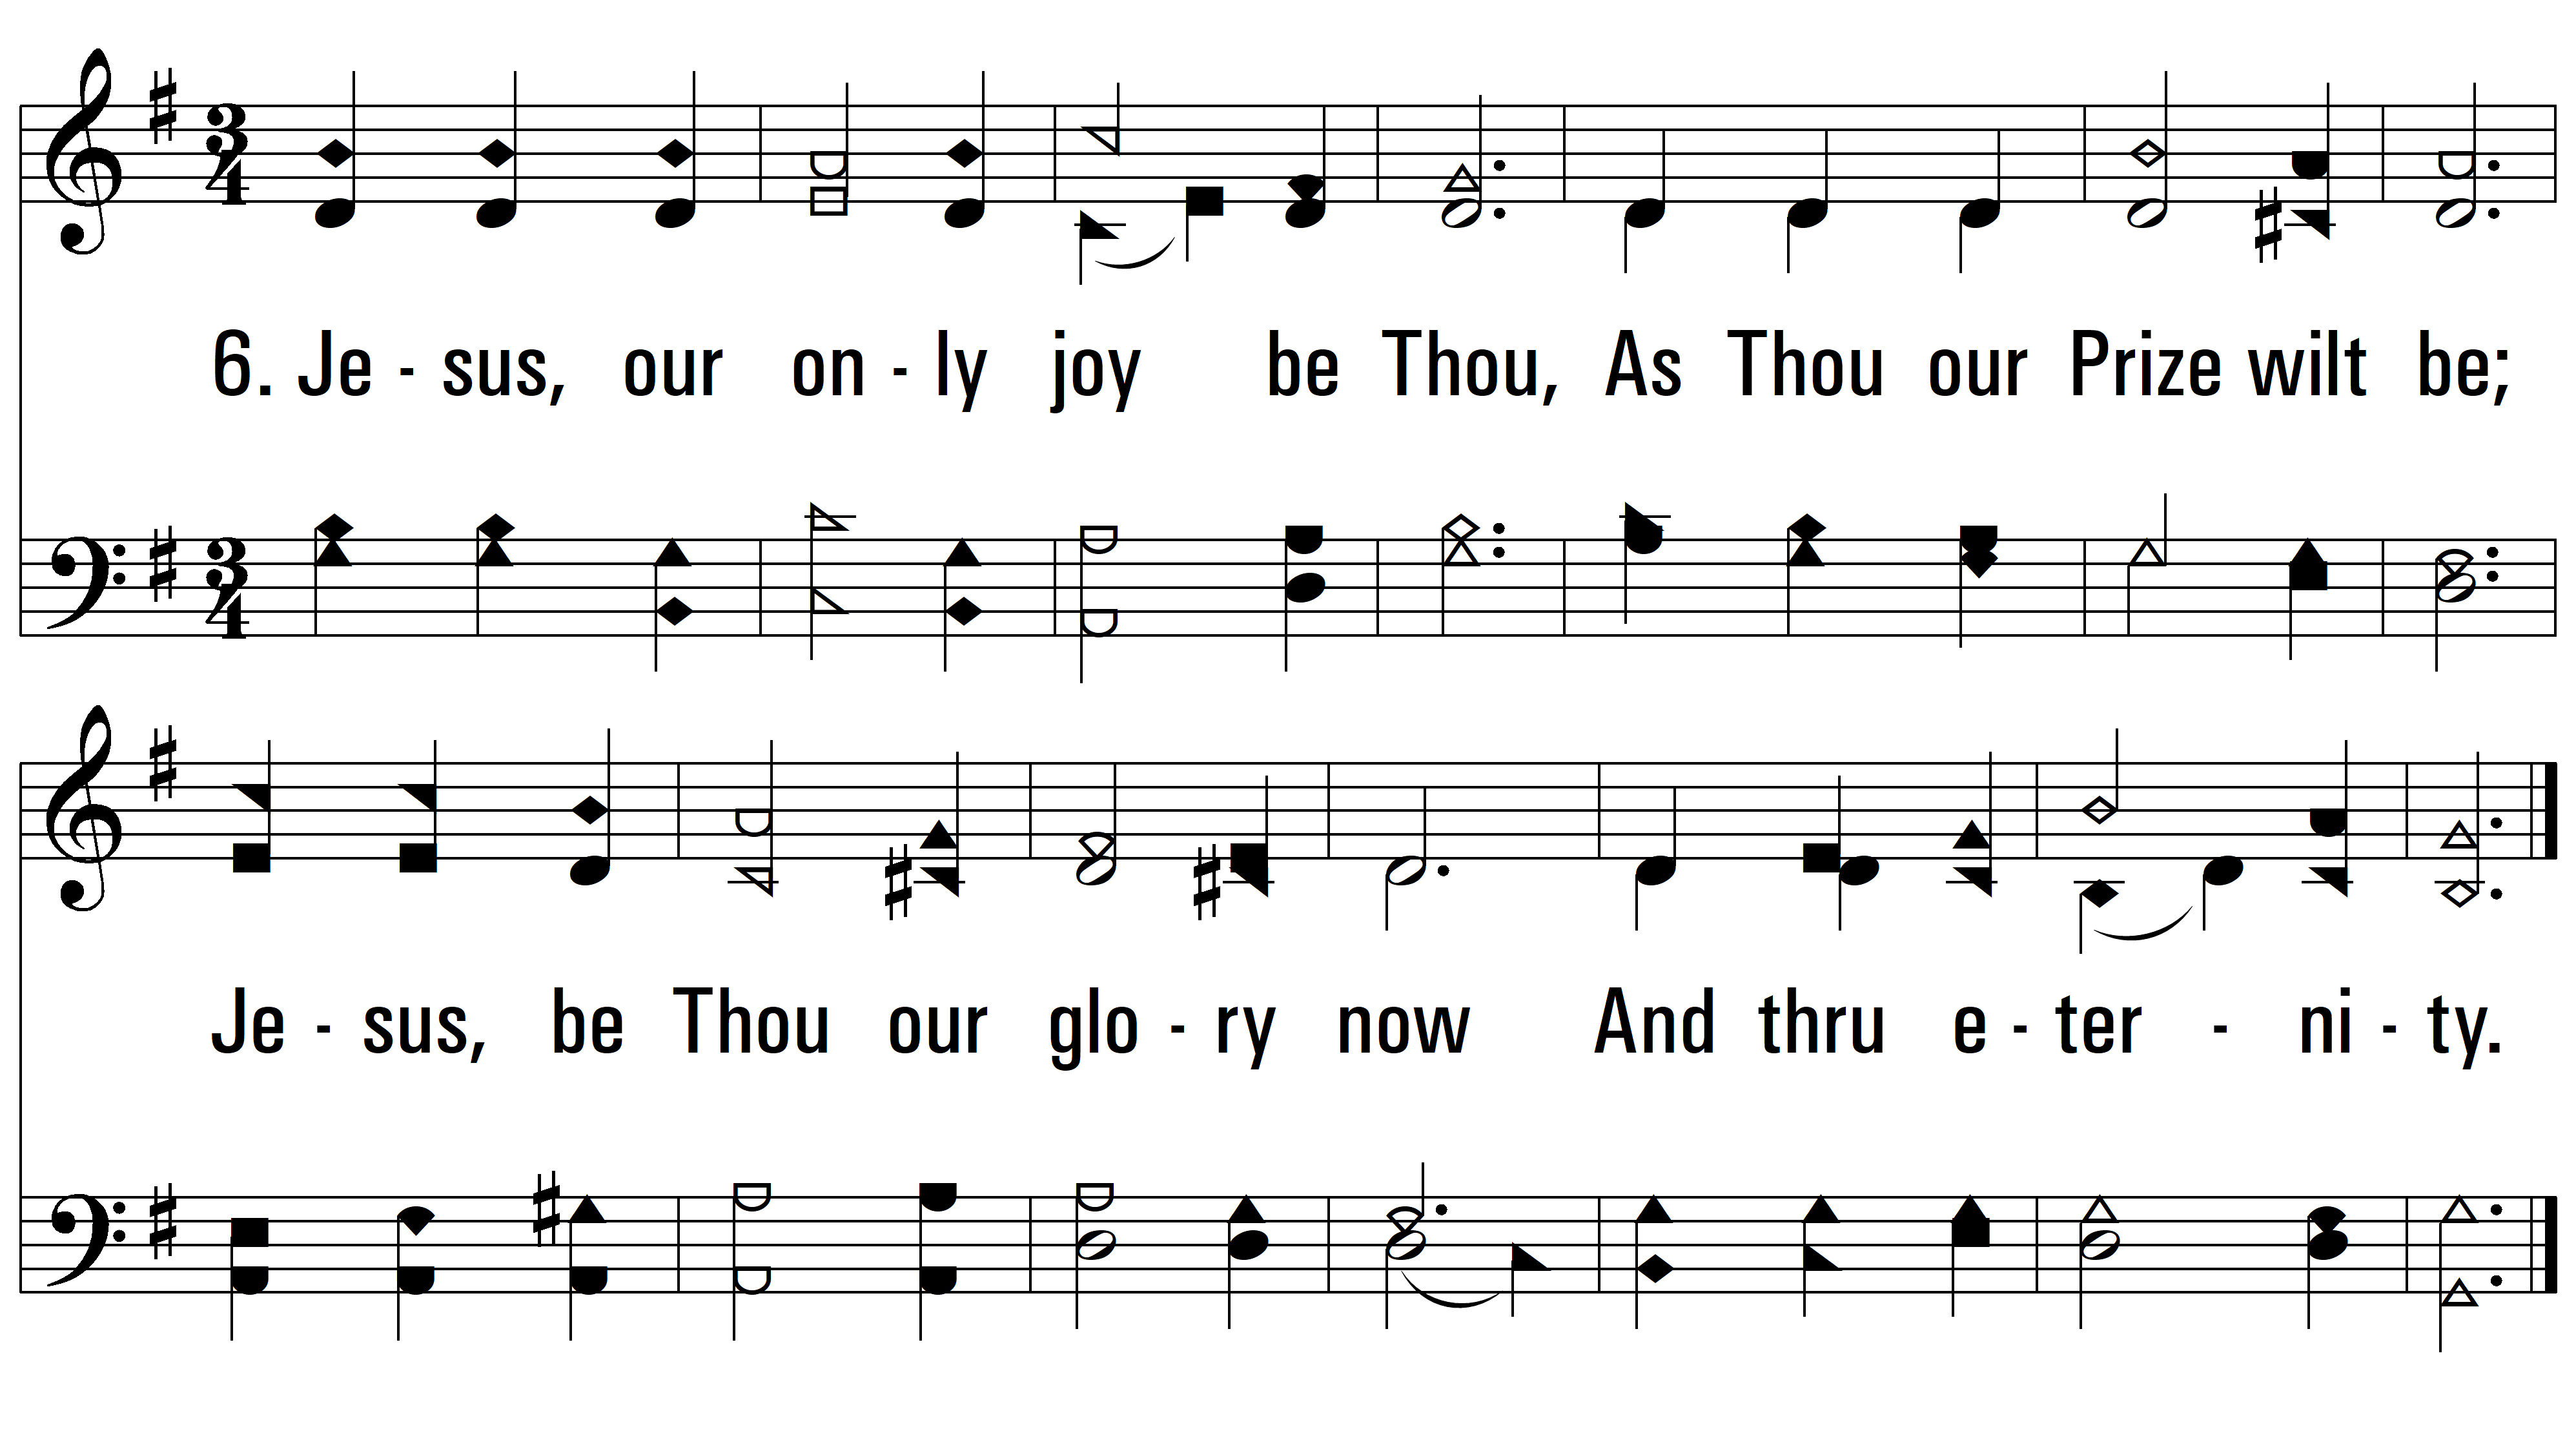 6. Je - sus, our on - ly joy be Thou, As Thou our Prize wilt be;
Je - sus, be Thou our glo - ry now And thru e - ter - ni - ty.